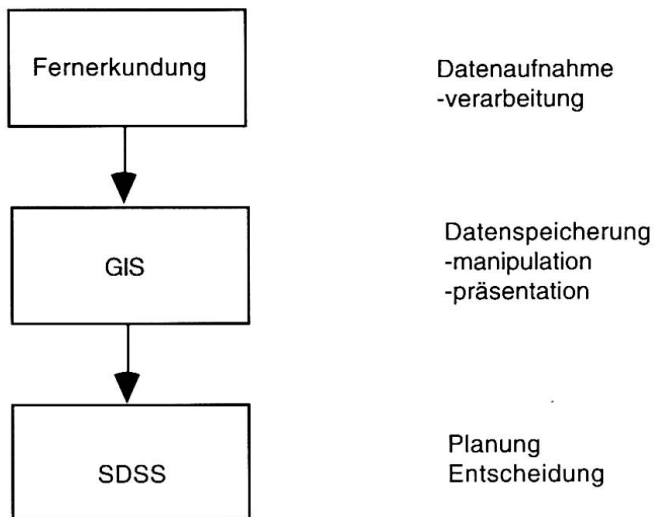 Fernerkundung
Datenaufnahme
-verarbeitung
GIS
Datenspeicherung
-manipulation
-präsentation
SDSS
Planung
Entscheidung